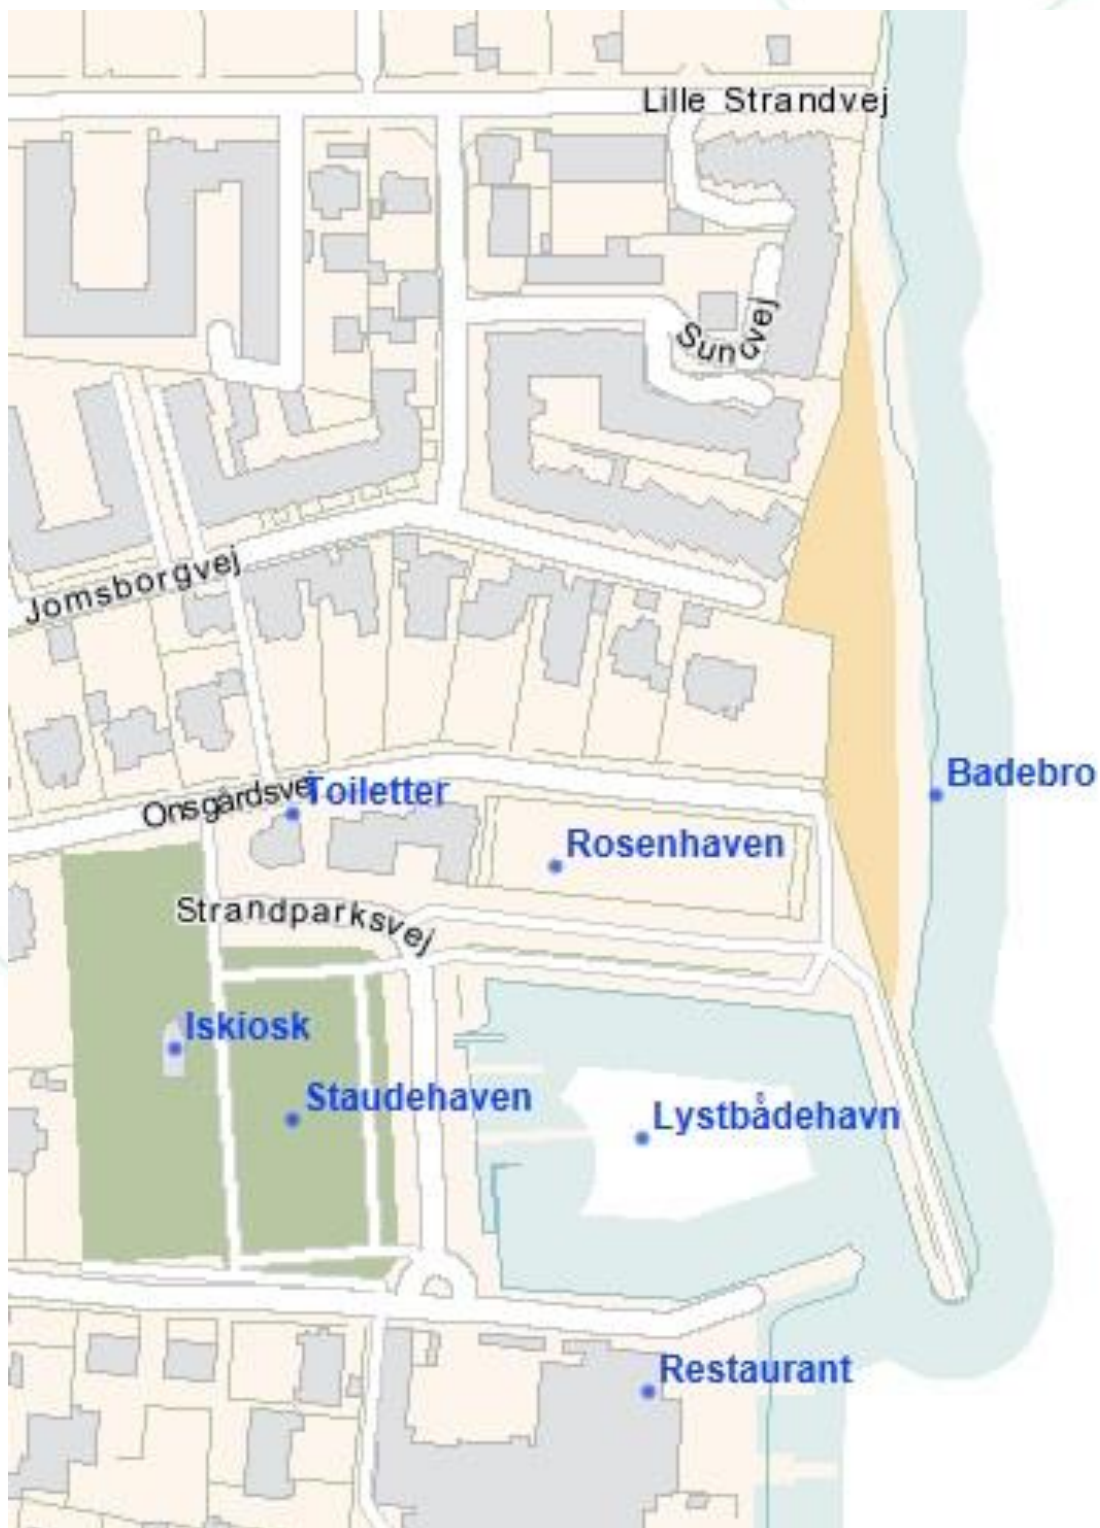 Lille Strandvej
Sundvej
Jomsborgvej
Badebro
Toiletter
Onsgårdsvej
Rosenhaven
Strandparksvej
Iskiosk
Staudehaven
Lystbådehavn
Restaurant